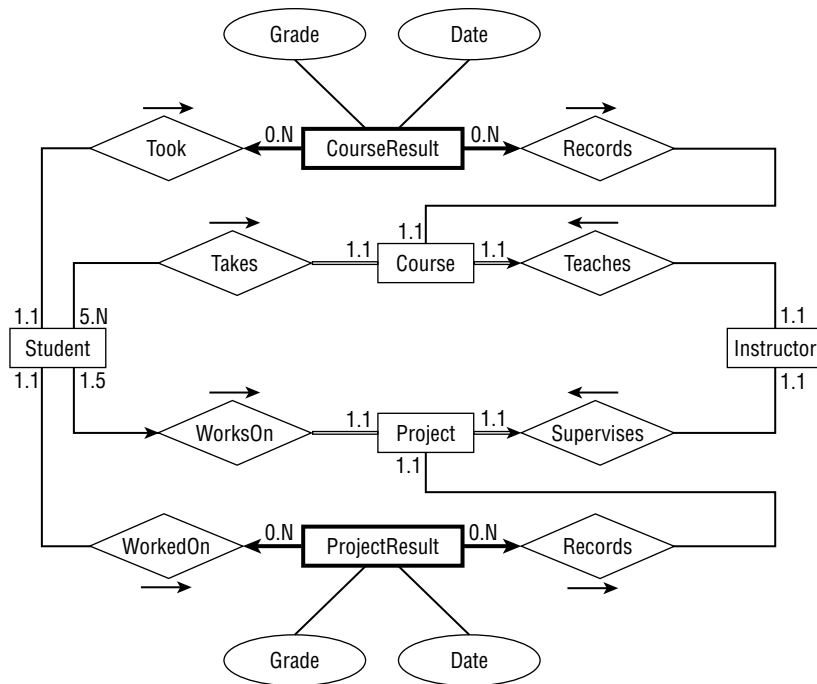 Grade Date
0.N 0.N
Took CourseResult Records
1.1
1.1 1.1
Takes Course Teaches
1.1 5.N 1.1
Student Instructor
1.1 1.5 1.1
1.1 1.1
WorksOn Project Supervises
1.1
0.N 0.N
WorkedOn ProjectResult Records
Grade Date